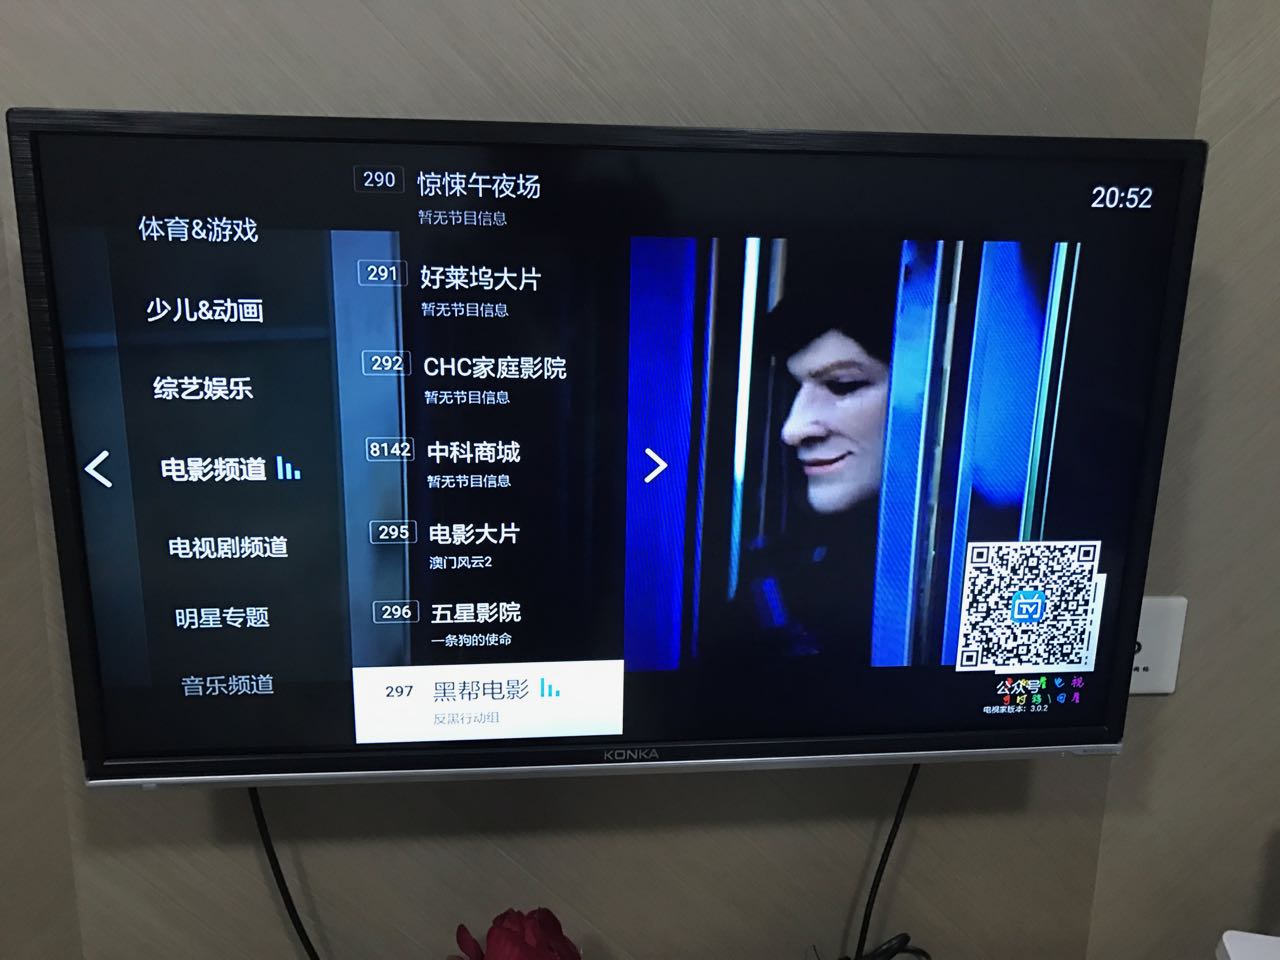 20:52
体育&游戏
少儿&动画
综艺娱乐
电影频道
电视剧频道
明星专题
音乐频道
290 惊悚午夜场
暂无节目信息
291 好莱坞大片
暂无节目信息
292 CHC家庭影院
暂无节目信息
8142 中科商城
暂无节目信息
295 电影大片
澳门风云2
296 五星影院
一条狗的使命
297 黑帮电影
反黑行动组
TV
公众号
电视家版本：3.0.2
KONKA